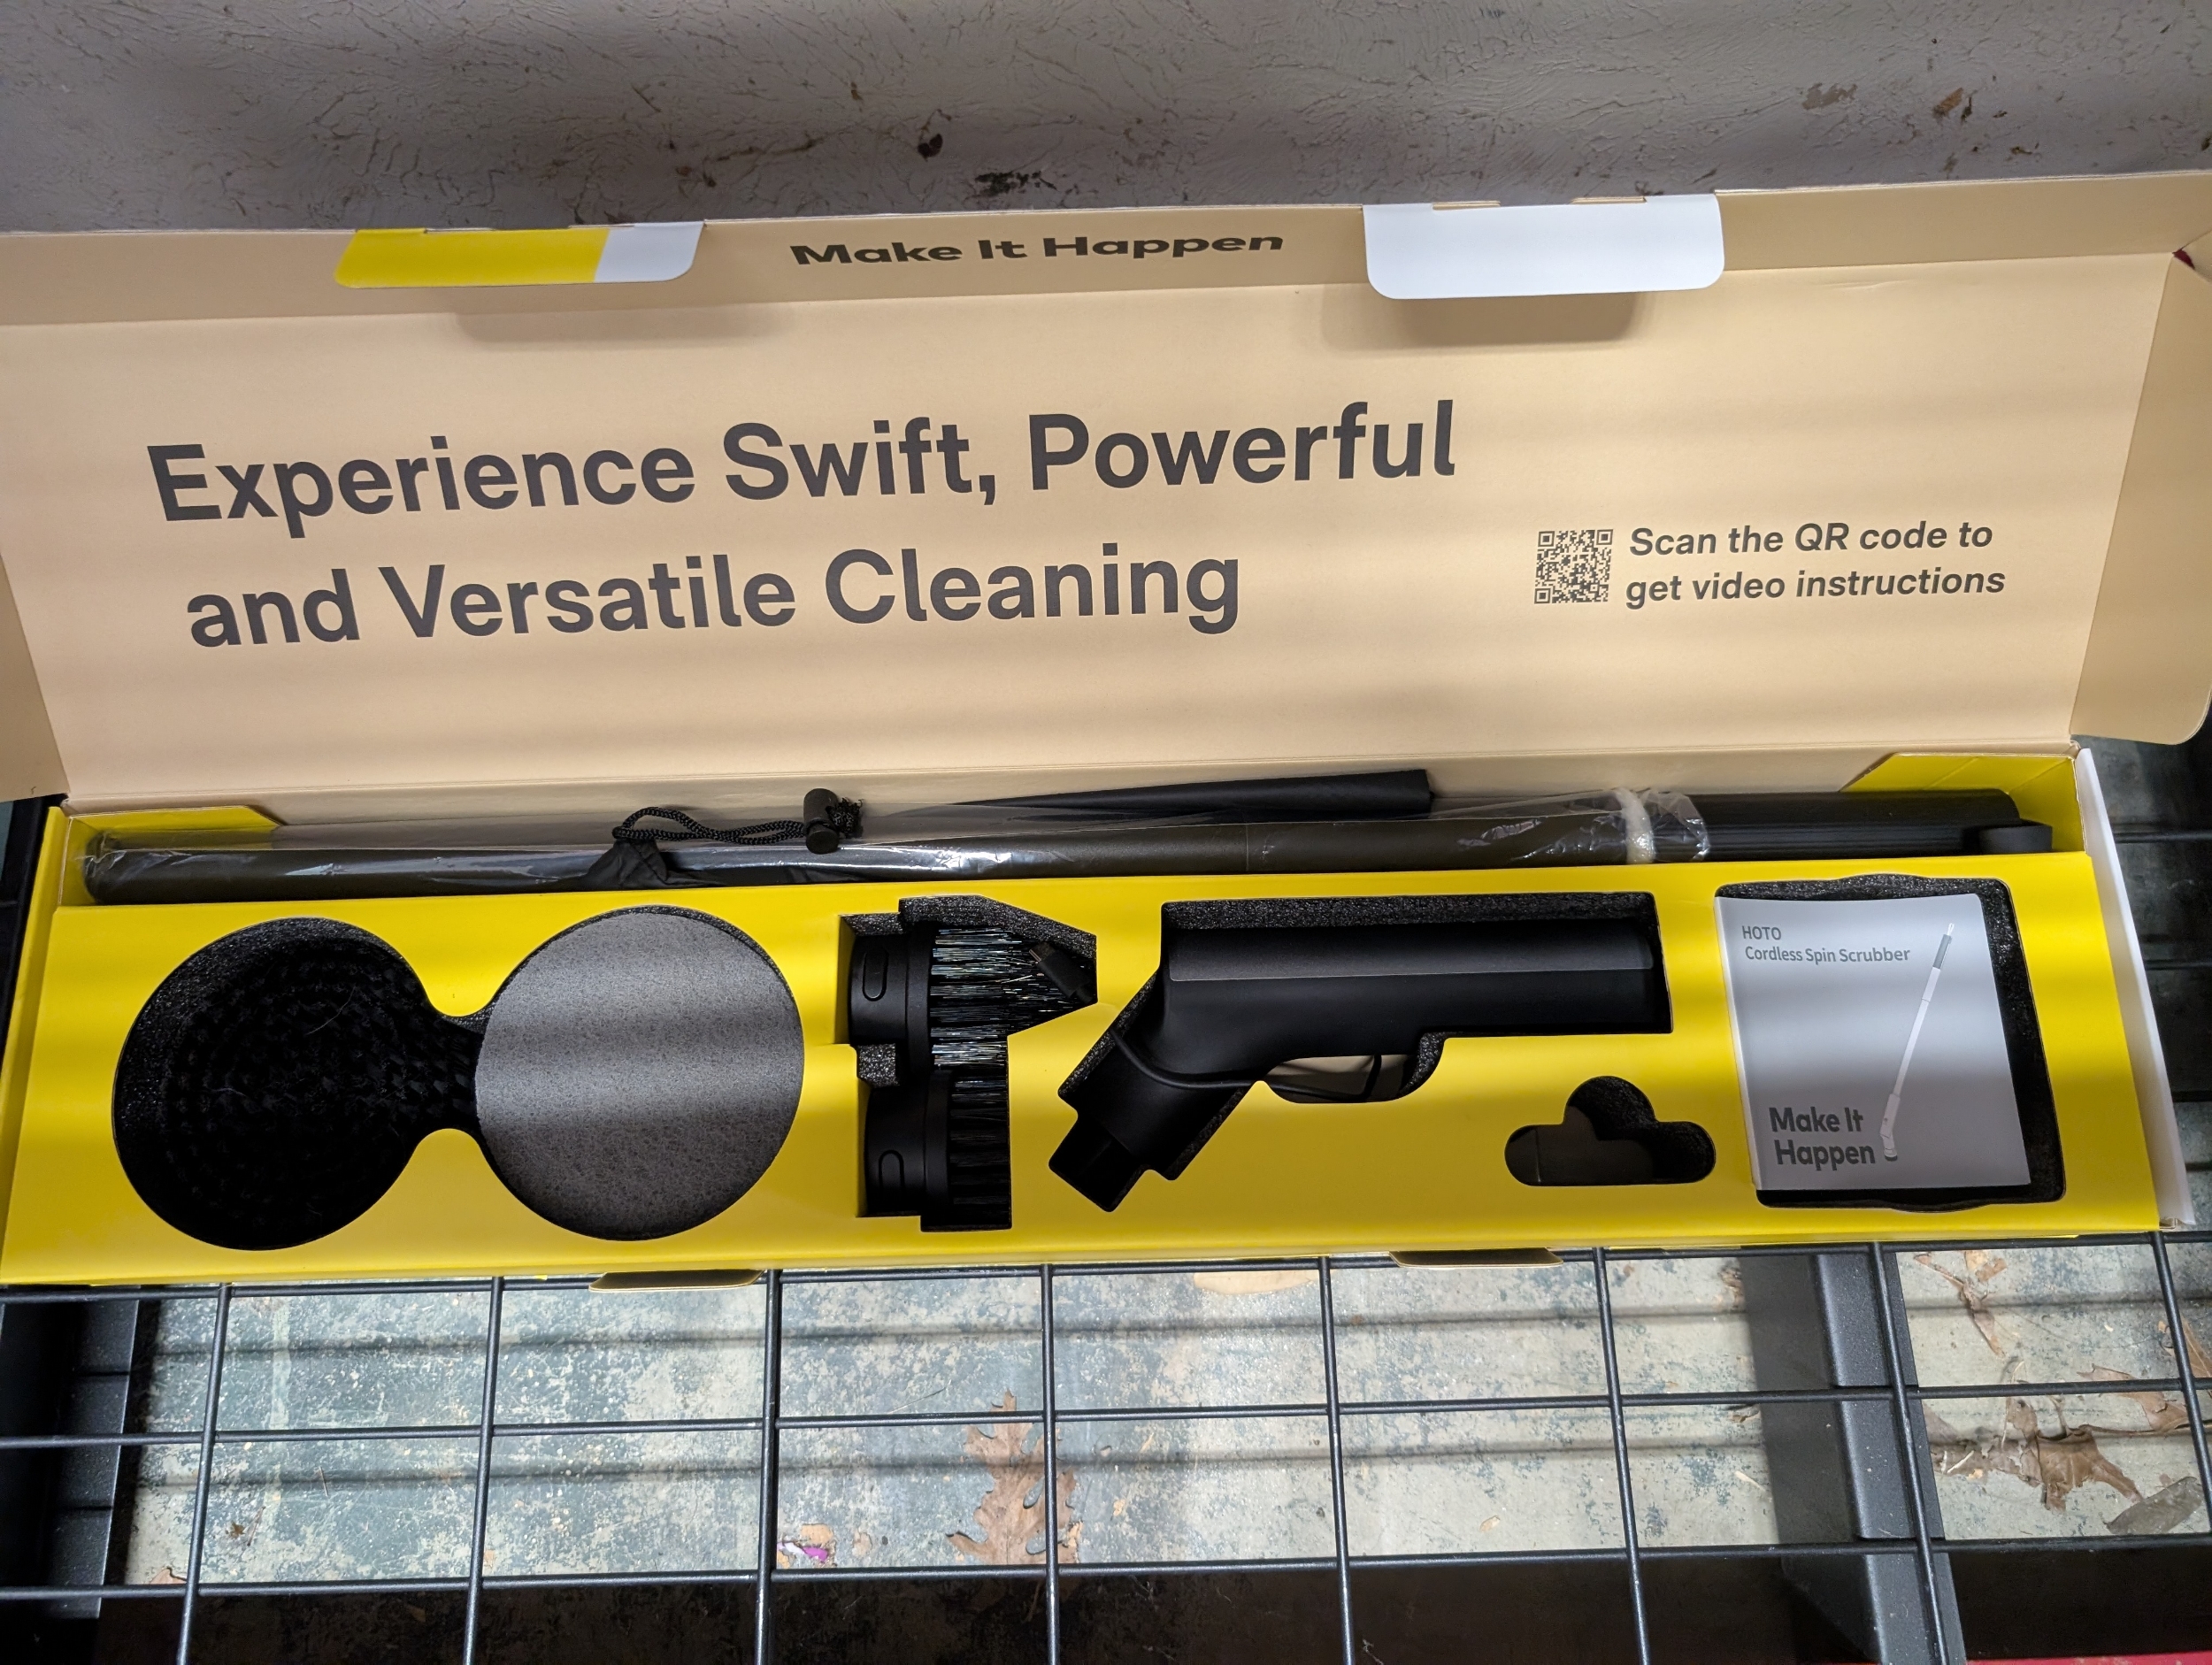 Make It Happen
Experience Swift, Powerful
and Versatile Cleaning
Scan the QR code to
get video instructions
HOTO
Cordless Spin Scrubber
Make It
Happen